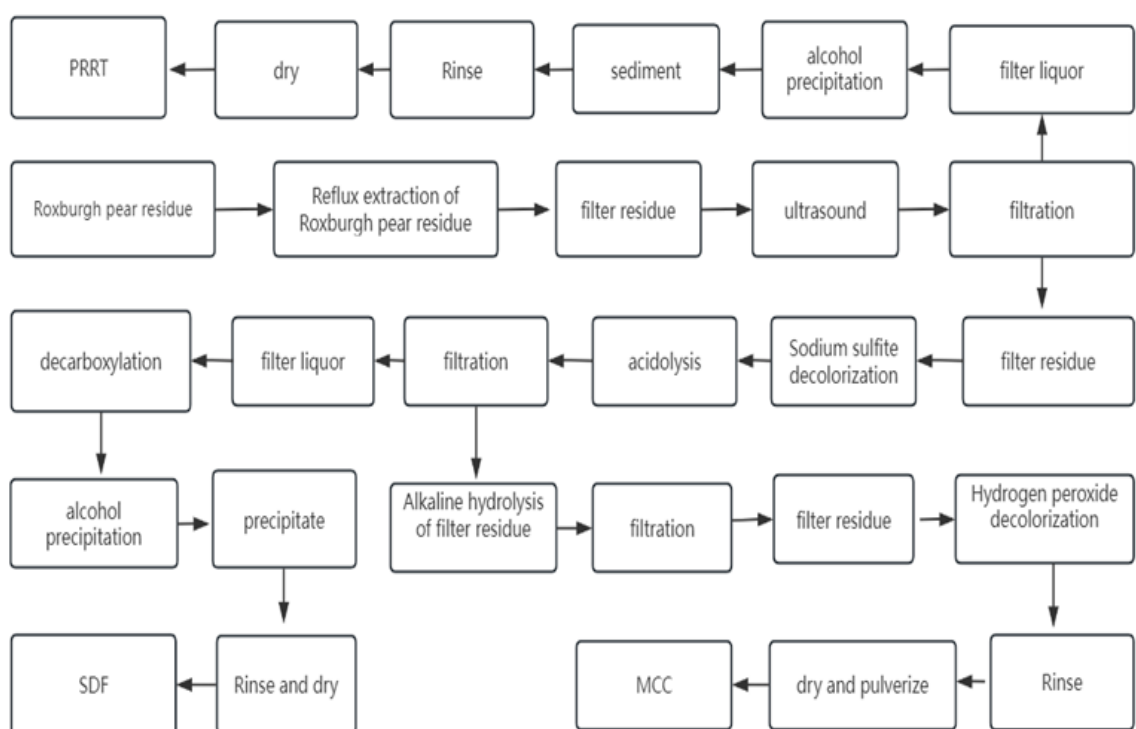 PRRT
dry
Rinse
sediment
alcohol
precipitation
filter liquor
Roxburgh pear residue
Reflux extraction of
Roxburgh pear residue
filter residue
ultrasound
filtration
decarboxylation
filter liquor
filtration
acidolysis
Sodium sulfite
decolorization
filter residue
alcohol
precipitation
precipitate
Alkaline hydrolysis
of filter residue
filtration
filter residue
Hydrogen peroxide
decolorization
SDF
Rinse and dry
MCC
dry and pulverize
Rinse